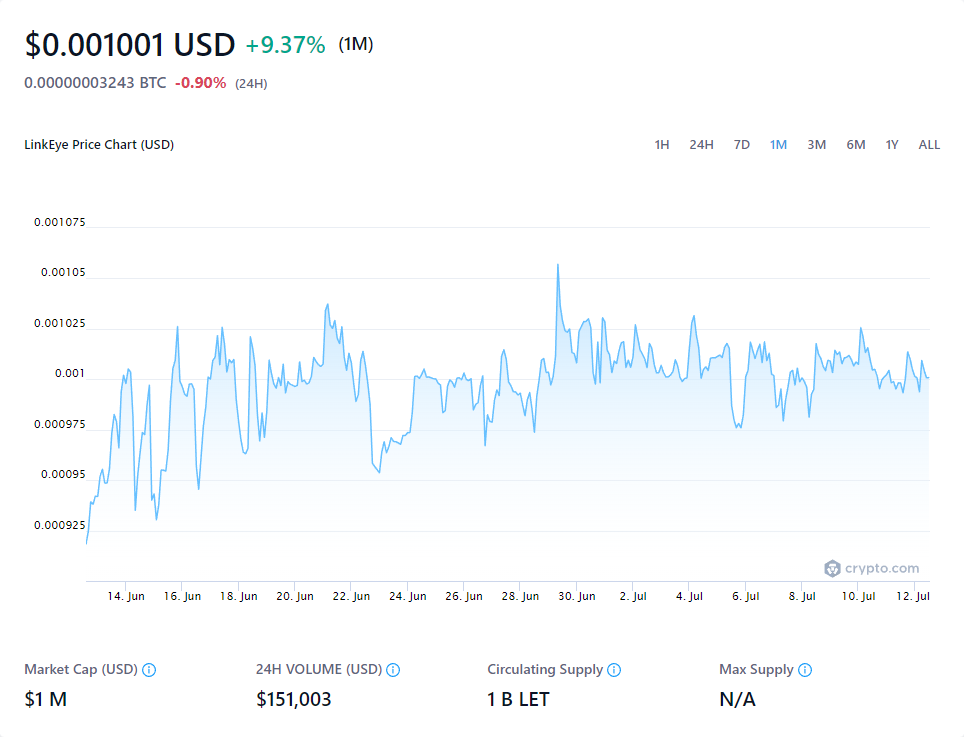 $0.001001 USD +9.37% (1M)
0.00000003243 BTC -0.90% (24H)
LinkEye Price Chart (USD) 1H 24H 7D 1M 3M 6M 1Y ALL
0.001075
0.00105
0.001025
0.001
0.000975
0.00095
0.000925
crypto.com
14. Jun 16. Jun 18. Jun 20. Jun 22. Jun 24. Jun 26. Jun 28. Jun 30. Jun 2. Jul 4. Jul 6. Jul 8. Jul 10. Jul 12. Jul
Market Cap (USD) 24H VOLUME (USD) Circulating Supply Max Supply
$1 M $151,003 1 B LET N/A